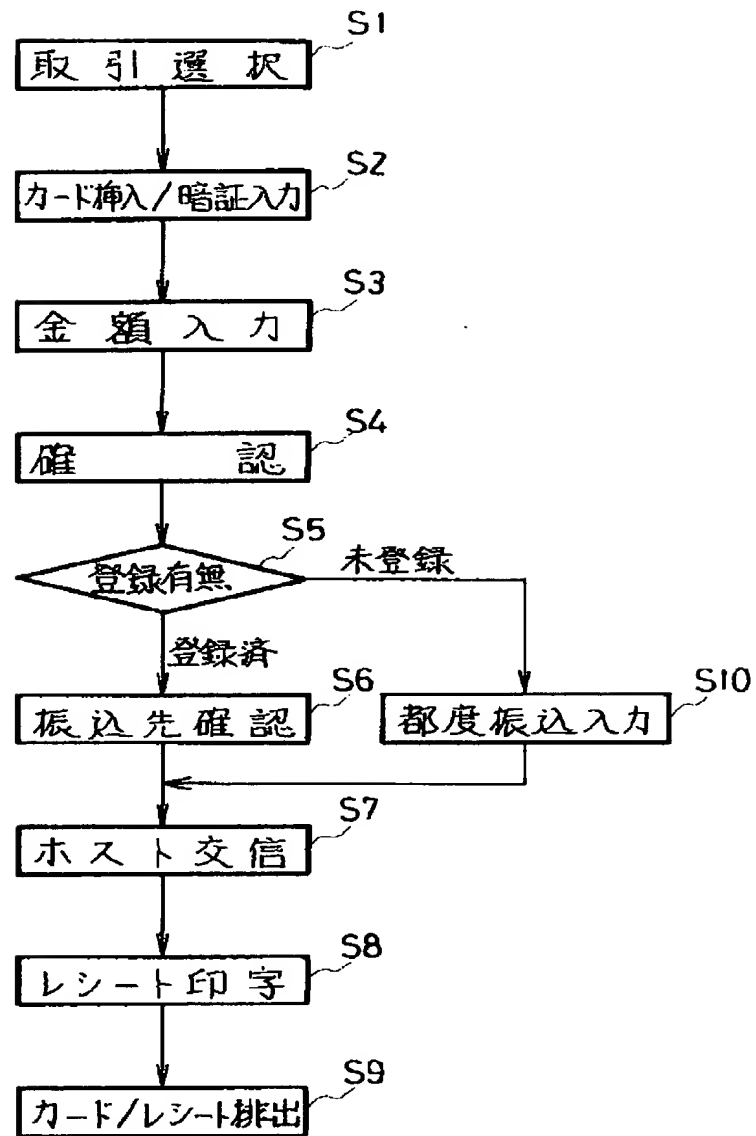 S1
取引選択
S2
カード挿入/暗証入力
S3
金額入力
S4
確認
S5
登録有無
未登録
登録済
S6
振込先確認
S10
都度振込入力
S7
ホスト交信
S8
レシート印字
S9
カード/レシート排出